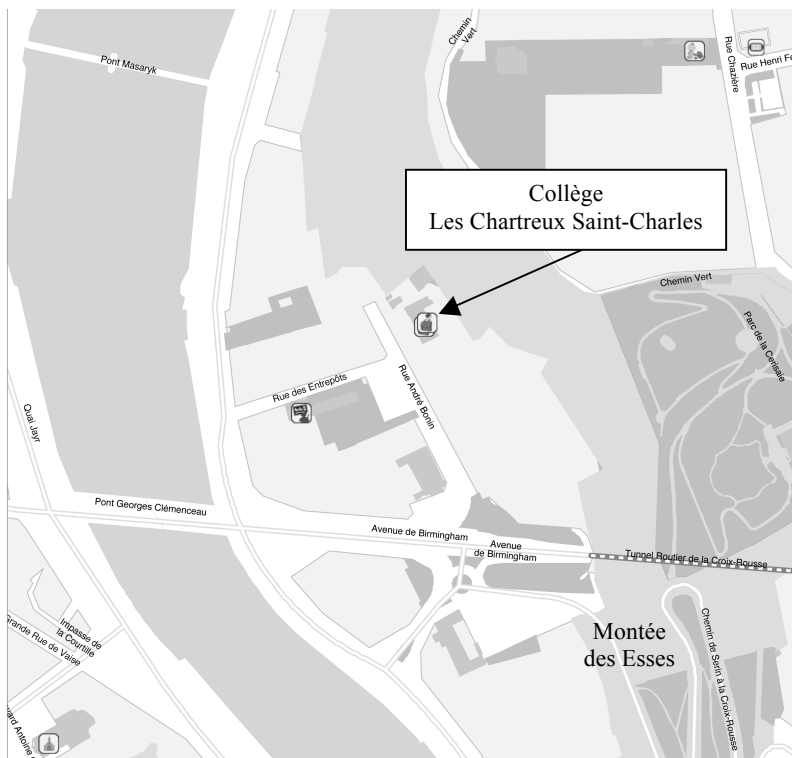 Pont Masaryk
Chemin
Vert
Rue Chazière
Rue Henri Fe
Collège
Les Chartreux Saint-Charles
Chemin Vert
Parc de la Cerisaie
Rue des Entrepôts
Rue André Bonin
Quai Jayr
Pont Georges Clémenceau
Avenue de Birmingham
Avenue
de Birmingham
Tunnel Routier de la Croix-Rousse
Impasse de
la Courtille
Grande Rue de Vaise
Montée
des Esses
Chemin de Serin à la Croix-Rousse
vard Antoine